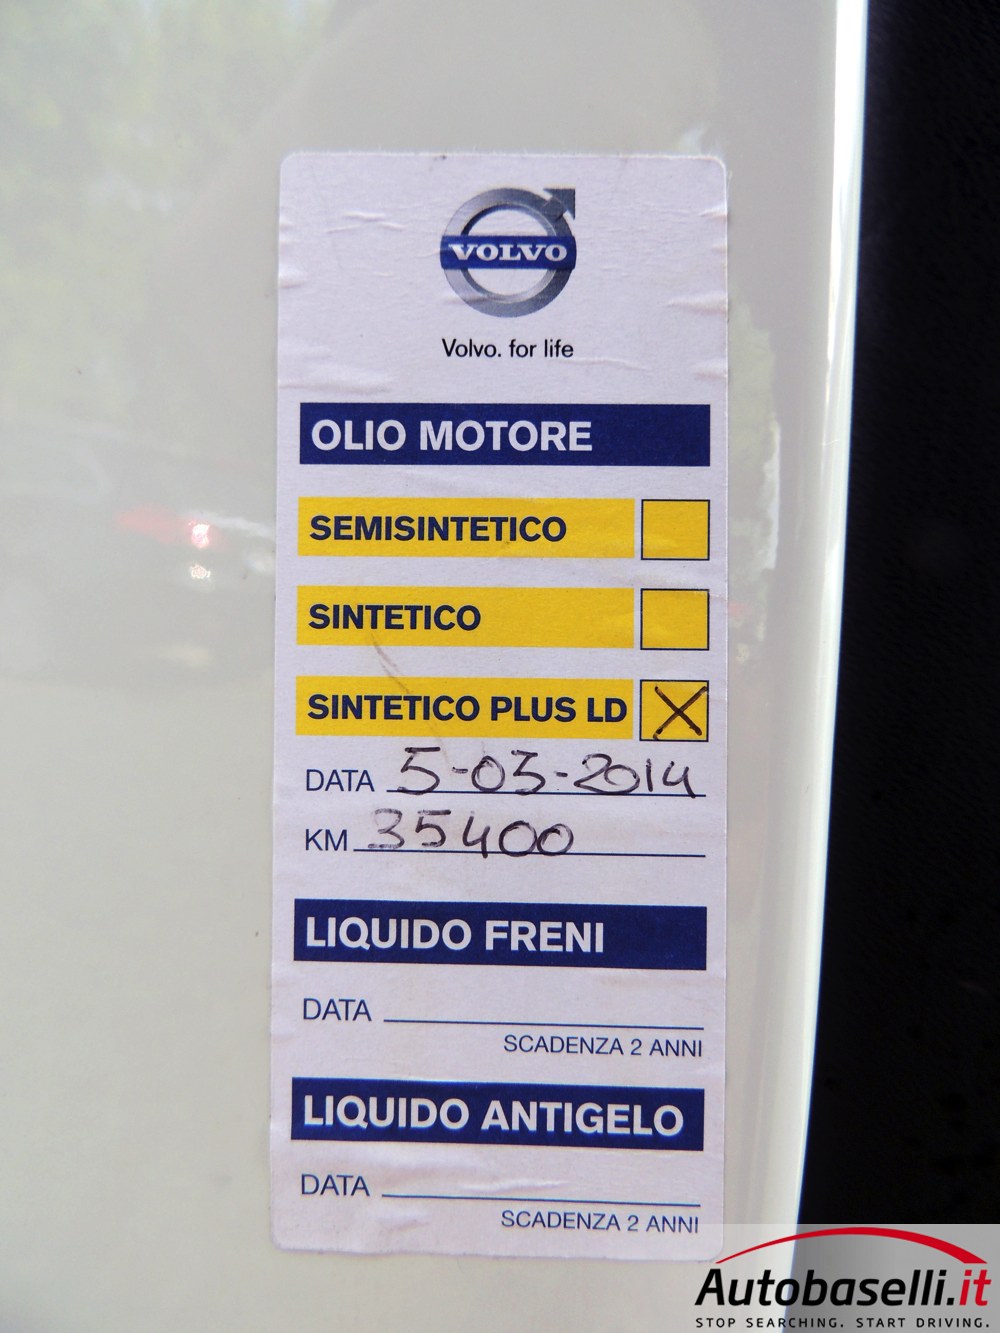 VOLVO
Volvo. for life
OLIO MOTORE
SEMISINTETICO
SINTETICO
SINTETICO PLUS LD X
DATA 5-03-2014
KM 35400
LIQUIDO FRENI
DATA
SCADENZA 2 ANNI
LIQUIDO ANTIGELO
DATA
SCADENZA 2 ANNI
Autobaselli.it
STOP SEARCHING. START DRIVING.